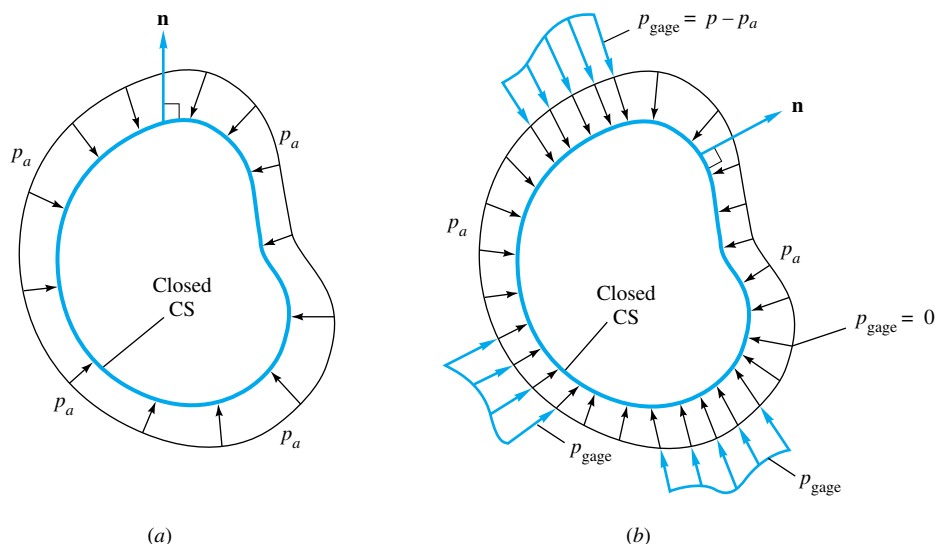 n
p_a
p_a
Closed
CS
p_a
p_a
(a)
p_gage = p – p_a
n
p_a
p_a
Closed
CS
p_gage = 0
p_gage
p_gage
(b)